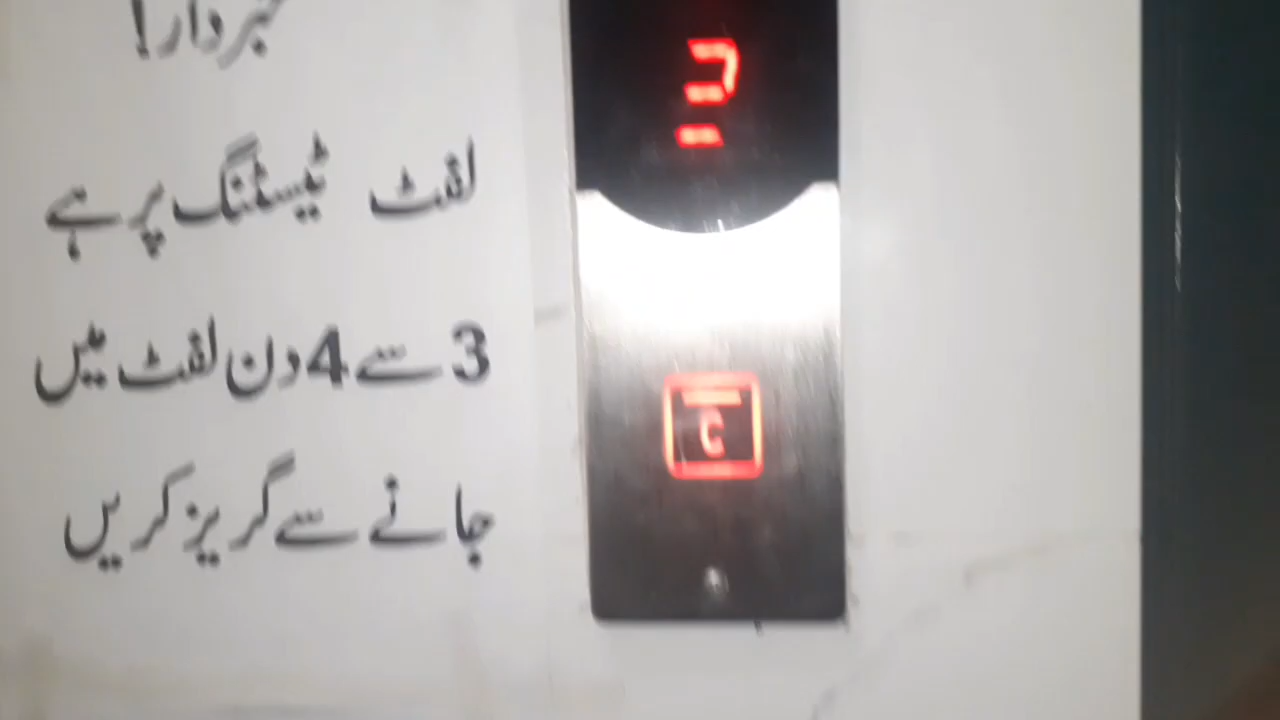 خبردار!
لفٹ ٹیسٹنگ پر ہے
3 سے 4 دن لفٹ میں
جانے سے گریز کریں